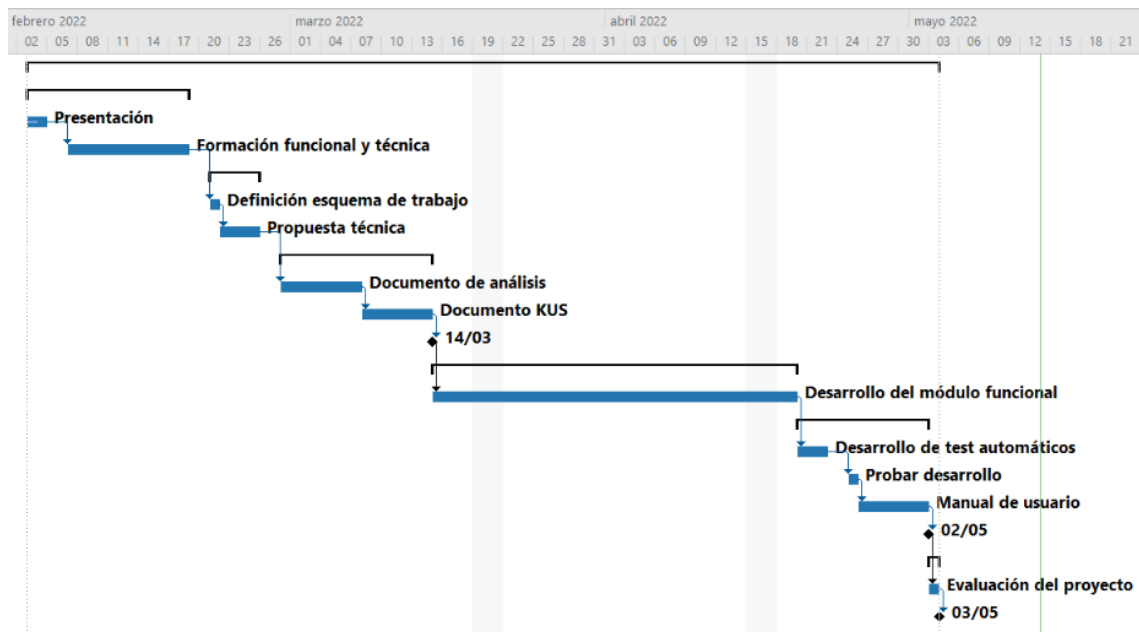 febrero 2022 marzo 2022 abril 2022 mayo 2022
02 05 08 11 14 17 20 23 26 01 04 07 10 13 16 19 22 25 28 31 03 06 09 12 15 18 21 24 27 30 03 06 09 12 15 18 21
Presentación
Formación funcional y técnica
Definición esquema de trabajo
Propuesta técnica
Documento de análisis
Documento KUS
14/03
Desarrollo del módulo funcional
Desarrollo de test automáticos
Probar desarrollo
Manual de usuario
02/05
Evaluación del proyecto
03/05